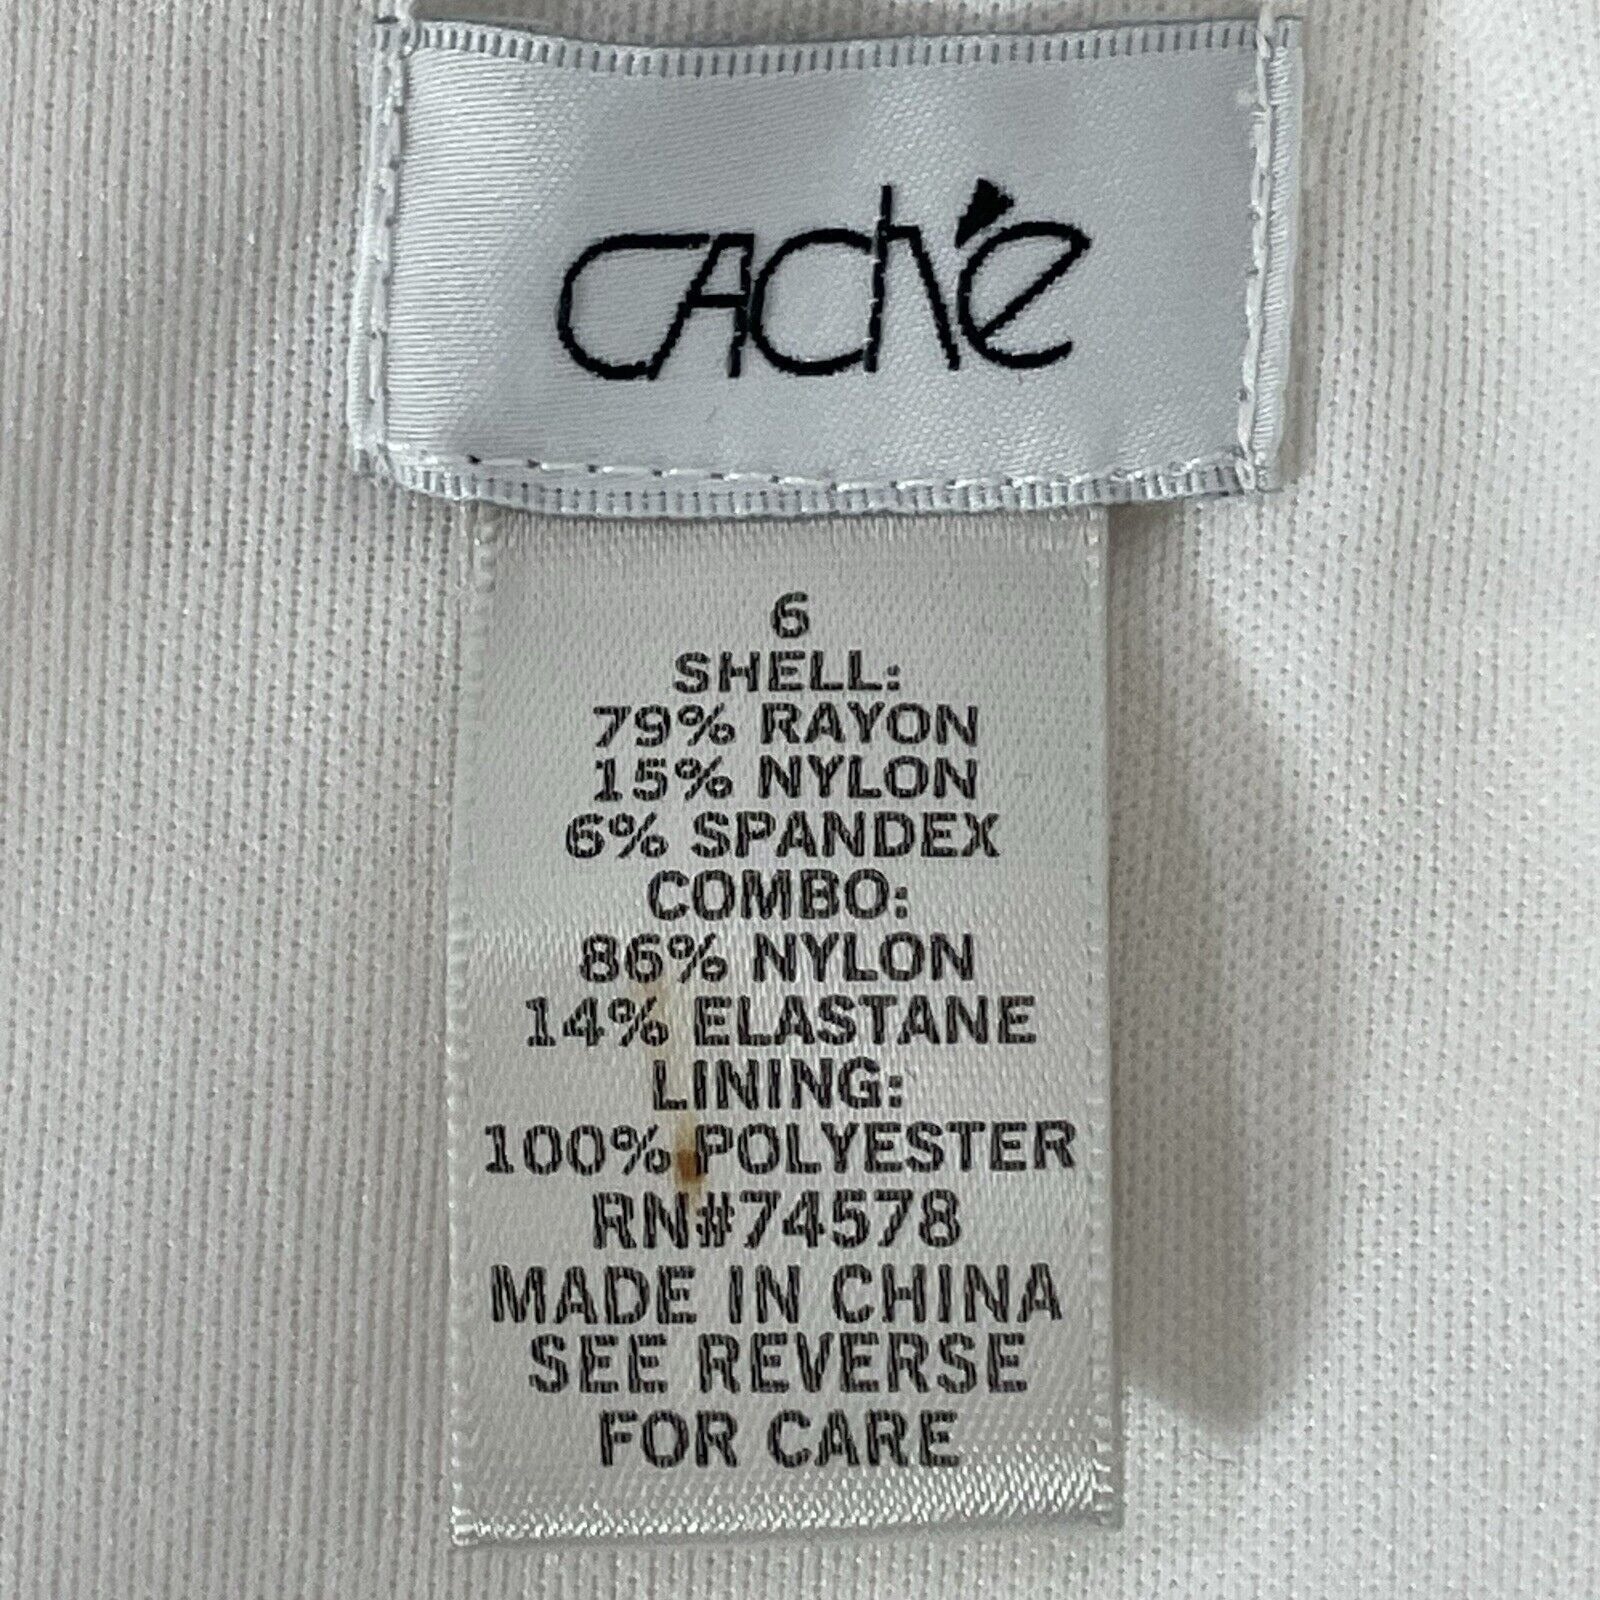 CAChé
6
SHELL:
79% RAYON
15% NYLON
6% SPANDEX
COMBO:
86% NYLON
14% ELASTANE
LINING:
100% POLYESTER
RN#74578
MADE IN CHINA
SEE REVERSE
FOR CARE